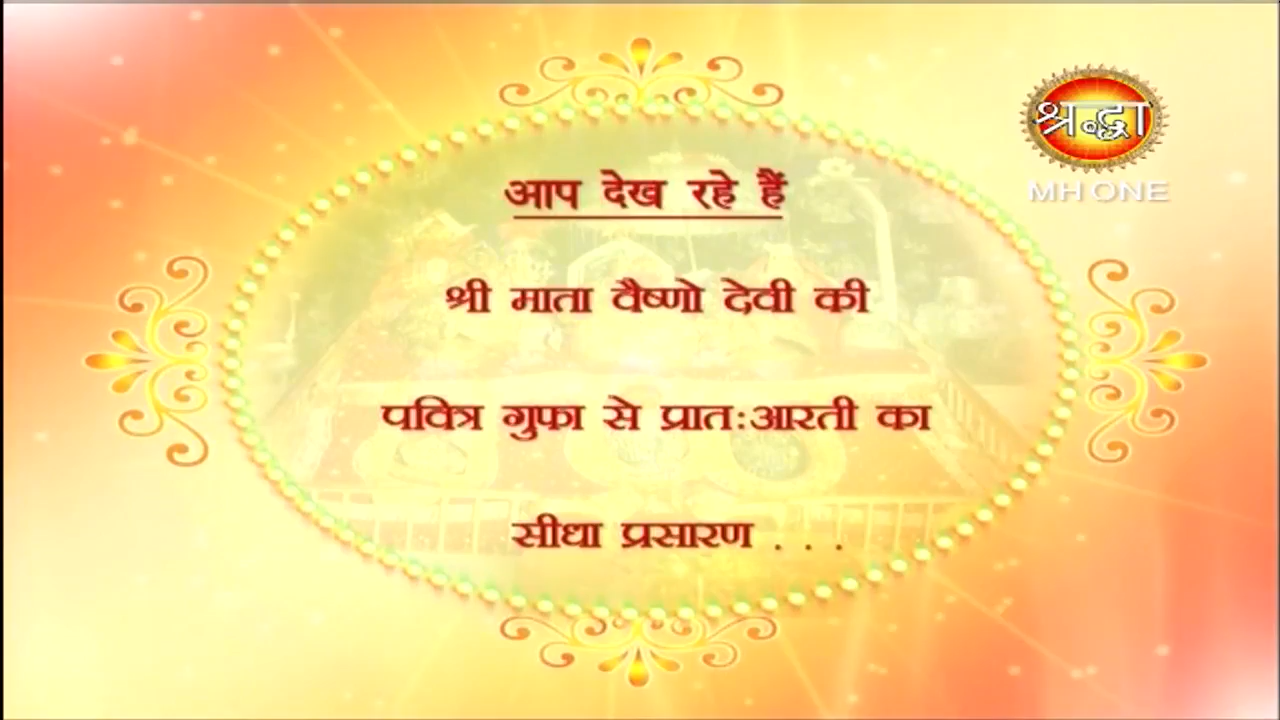 श्रद्धा
MH ONE
आप देख रहे हैं
श्री माता वैष्णो देवी की
पवित्र गुफा से प्रातःआरती का
सीधा प्रसारण . . .